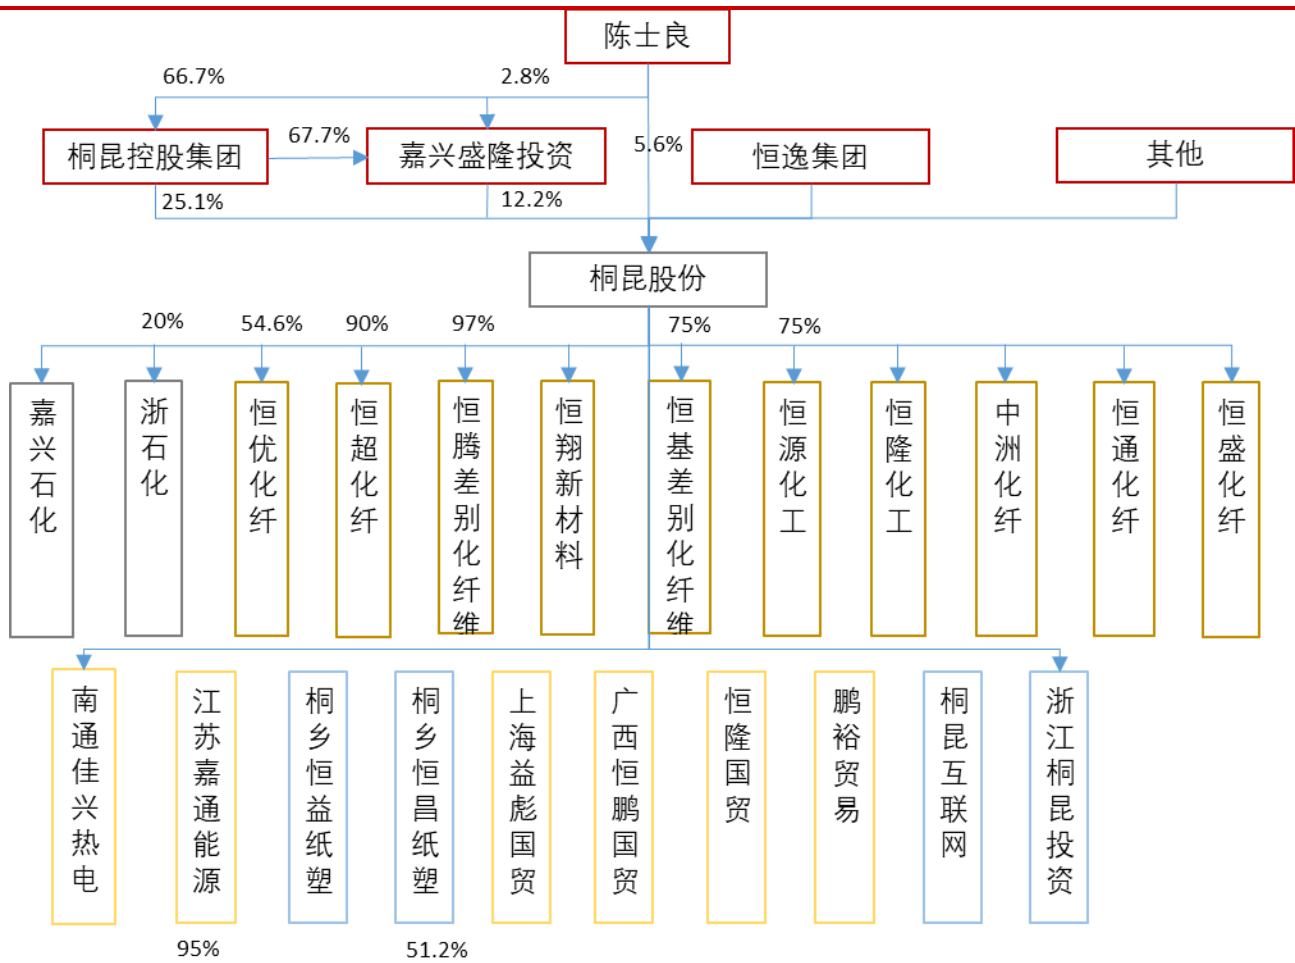 陈士良
66.7%
2.8%
桐昆控股集团
67.7%
嘉兴盛隆投资
5.6%
恒逸集团
其他
25.1%
12.2%
桐昆股份
20%
54.6%
90%
97%
75%
75%
嘉兴石化
浙石化
恒优化纤
恒超化纤
恒腾差别化纤维
恒翔新材料
恒基差别化纤维
恒源化工
恒隆化工
中洲化纤
恒通化纤
恒盛化纤
南通佳兴热电
江苏嘉通能源
桐乡恒益纸塑
桐乡恒昌纸塑
上海益彪国贸
广西恒鹏国贸
恒隆国贸
鹏裕贸易
桐昆互联网
浙江桐昆投资
95%
51.2%